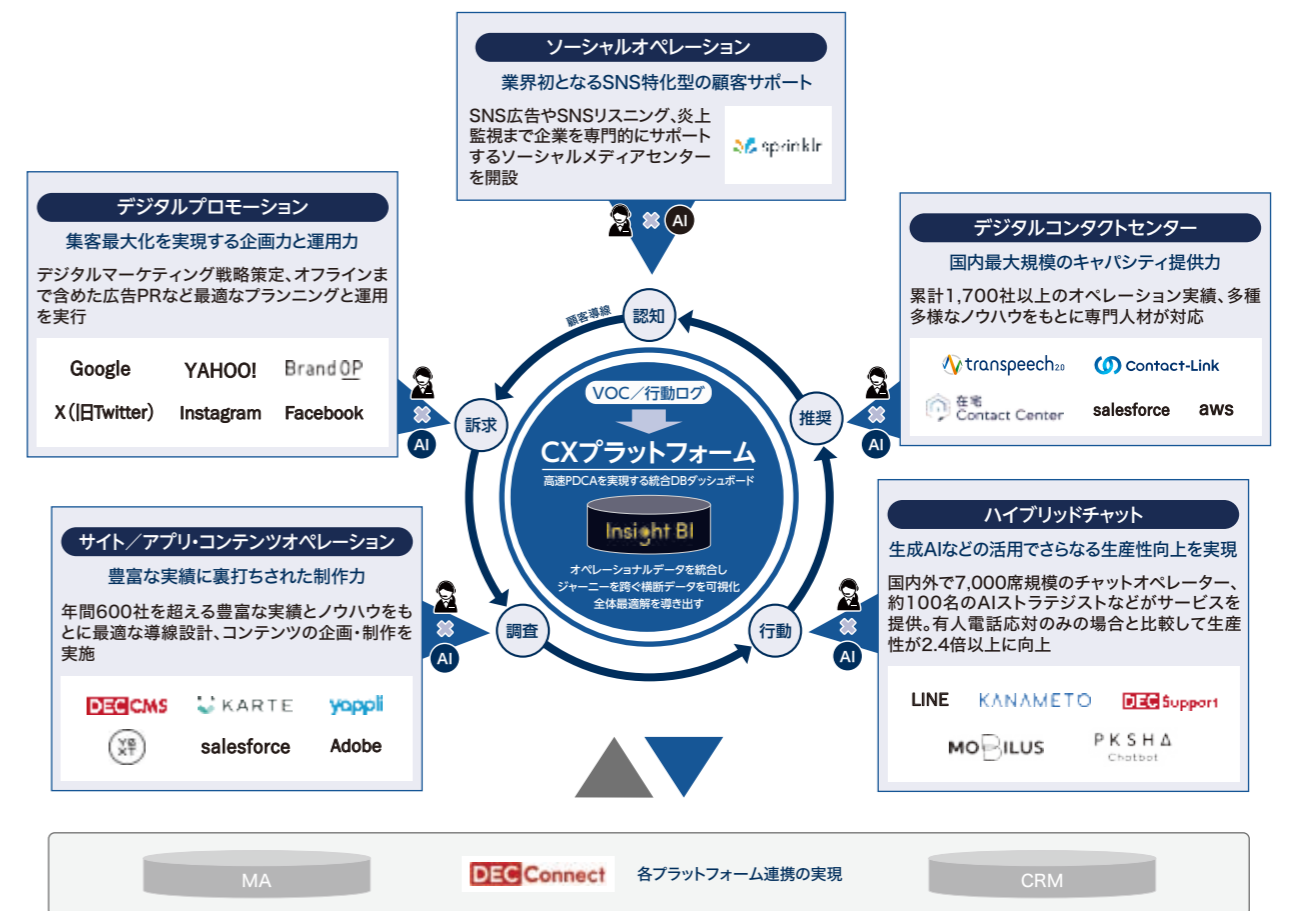 ソーシャルオペレーション
業界初となるSNS特化型の顧客サポート
SNS広告やSNSリスニング、炎上
監視まで企業を専門的にサポート
するソーシャルメディアセンター
を開設
sprinklr
AI
デジタルプロモーション
集客最大化を実現する企画力と運用力
デジタルマーケティング戦略策定、オフラインま
で含めた広告PRなど最適なプランニングと運用
を実行
Google YAHOO! BrandOP
X(旧Twitter) Instagram Facebook
AI
デジタルコンタクトセンター
国内最大規模のキャパシティ提供力
累計1,700社以上のオペレーション実績、多種
多様なノウハウをもとに専門人材が対応
transpeech2.0 Contact-Link
在宅
Contact Center salesforce aws
AI
顧客導線
認知
訴求
推奨
調査
行動
VOC/行動ログ
CXプラットフォーム
高速PDCAを実現する統合DBダッシュボード
Insight BI
オペレーショナルデータを統合し
ジャーニーを跨ぐ横断データを可視化
全体最適解を導き出す
サイト/アプリ・コンテンツオペレーション
豊富な実績に裏打ちされた制作力
年間600社を超える豊富な実績とノウハウをも
とに最適な導線設計、コンテンツの企画・制作を
実施
DEC CMS KARTE yappli
YEXT salesforce Adobe
AI
ハイブリッドチャット
生成AIなどの活用でさらなる生産性向上を実現
国内外で7,000席規模のチャットオペレーター、
約100名のAIストラテジストなどがサービスを
提供。有人電話応対のみの場合と比較して生産
性が2.4倍以上に向上
LINE KANAMETO DEC Support
MOBILUS PKSHA
Chatbot
AI
MA
DEC Connect 各プラットフォーム連携の実現
CRM